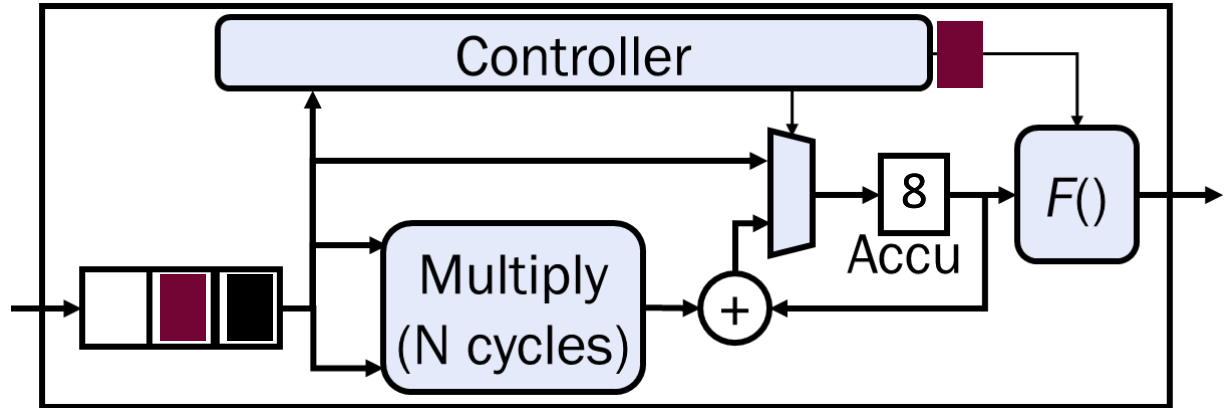 Controller
8
F()
Accu
Multiply
(N cycles)
+